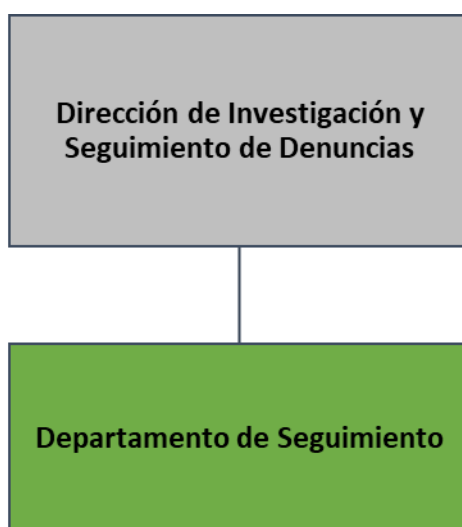 Dirección de Investigación y
Seguimiento de Denuncias
Departamento de Seguimiento